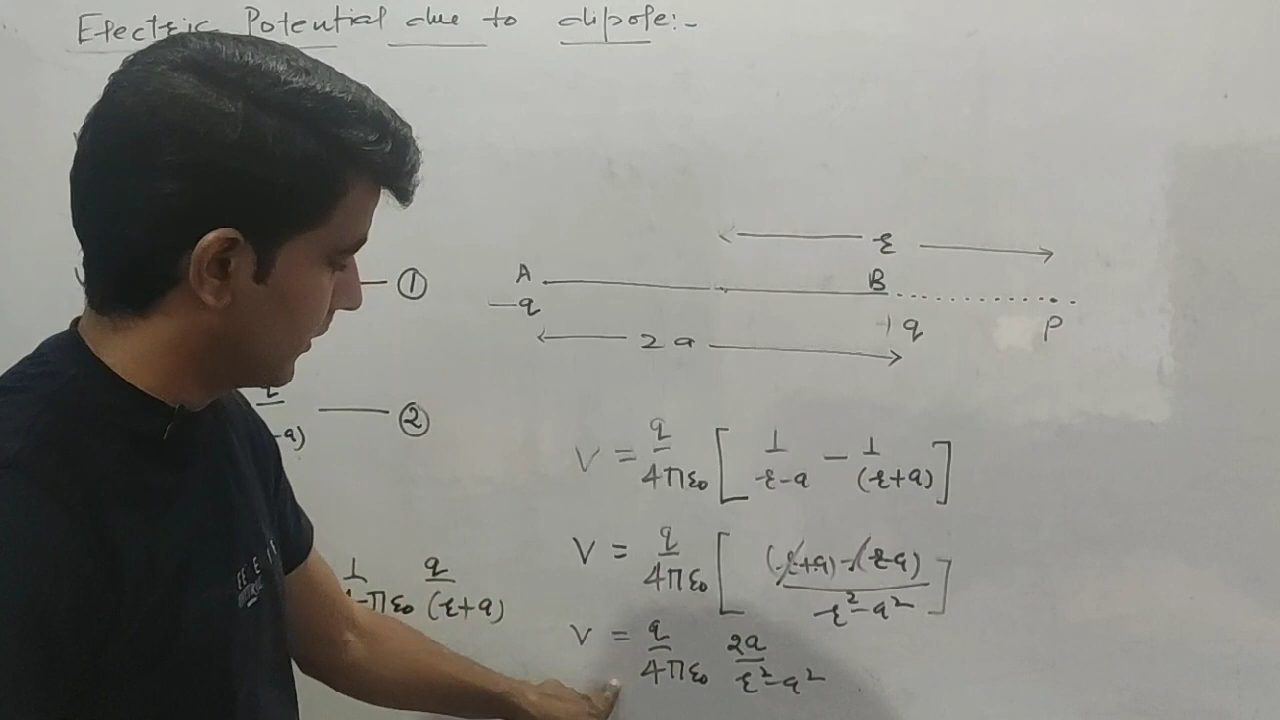 Electric Potential due to dipole:-
r
A B
— ①
-q +q P
2a
— ②
-a)
V = q/4πε₀ [ 1/r-a - 1/(r+a) ]
V = q/4πε₀ [ (r+a)-(r-a)/r²-a² ]
1/4πε₀ q/(r+a)
V = q/4πε₀ 2a/r²-a²